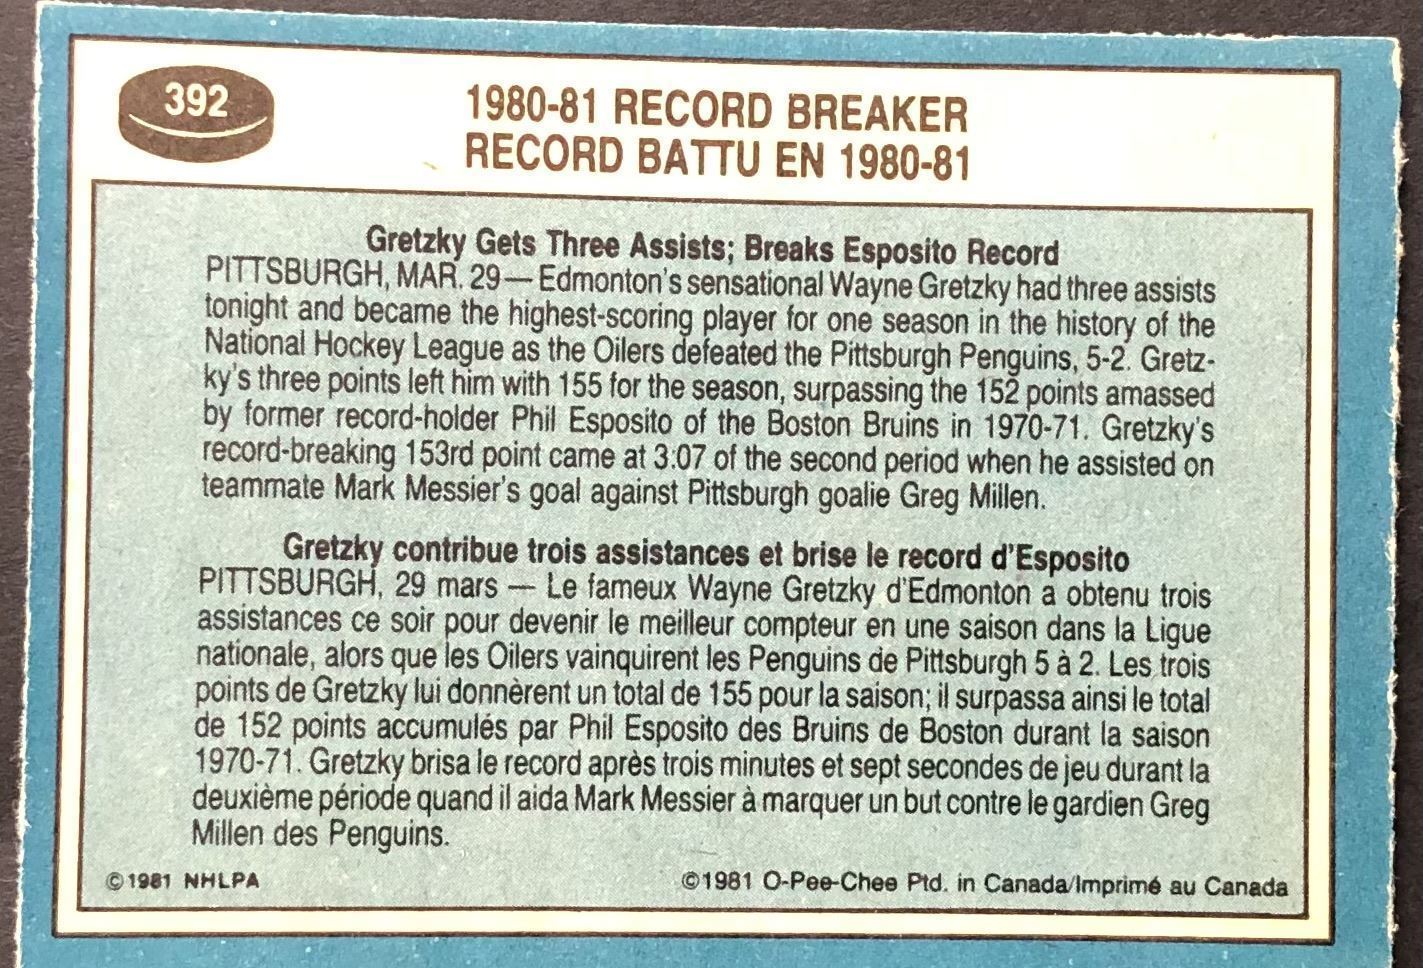 392
1980-81 RECORD BREAKER
RECORD BATTU EN 1980-81
Gretzky Gets Three Assists; Breaks Esposito Record
PITTSBURGH, MAR. 29 — Edmonton's sensational Wayne Gretzky had three assists
tonight and became the highest-scoring player for one season in the history of the
National Hockey League as the Oilers defeated the Pittsburgh Penguins, 5-2. Gretz-
ky's three points left him with 155 for the season, surpassing the 152 points amassed
by former record-holder Phil Esposito of the Boston Bruins in 1970-71. Gretzky's
record-breaking 153rd point came at 3:07 of the second period when he assisted on
teammate Mark Messier's goal against Pittsburgh goalie Greg Millen.
Gretzky contribue trois assistances et brise le record d'Esposito
PITTSBURGH, 29 mars — Le fameux Wayne Gretzky d'Edmonton a obtenu trois
assistances ce soir pour devenir le meilleur compteur en une saison dans la Ligue
nationale, alors que les Oilers vainquirent les Penguins de Pittsburgh 5 à 2. Les trois
points de Gretzky lui donnèrent un total de 155 pour la saison; il surpassa ainsi le total
de 152 points accumulés par Phil Esposito des Bruins de Boston durant la saison
1970-71. Gretzky brisa le record après trois minutes et sept secondes de jeu durant la
deuxième période quand il aida Mark Messier à marquer un but contre le gardien Greg
Millen des Penguins.
©1981 NHLPA
©1981 O-Pee-Chee Ptd. in Canada/Imprimé au Canada